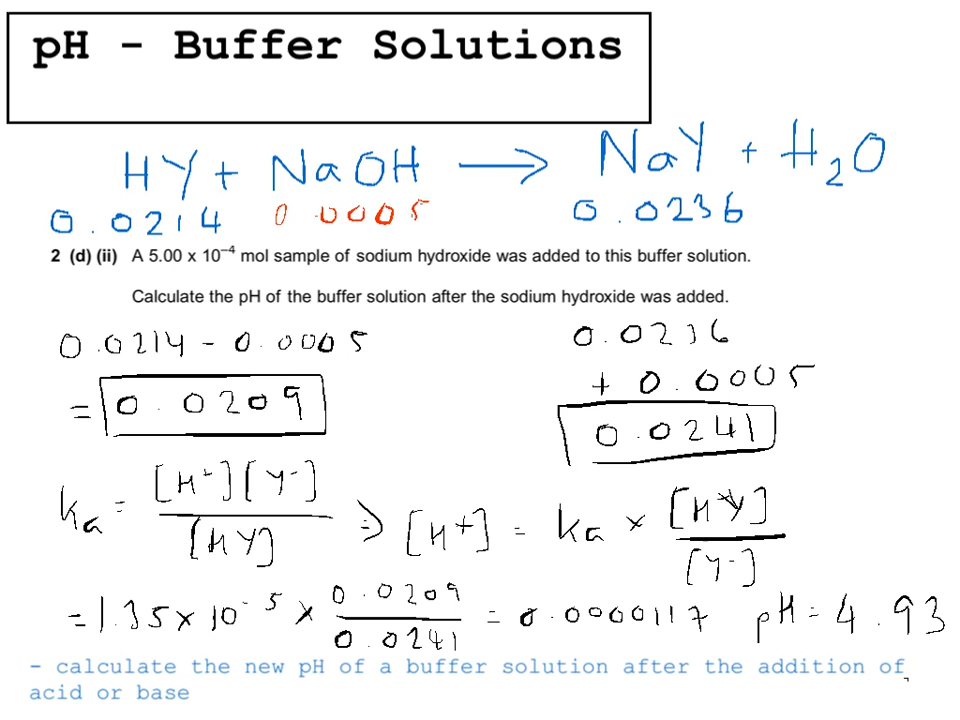 pH - Buffer Solutions
HY + NaOH → NaY + H₂O
0.0214 0.0005 0.0236
2 (d) (ii) A 5.00 x 10⁻⁴ mol sample of sodium hydroxide was added to this buffer solution.
Calculate the pH of the buffer solution after the sodium hydroxide was added.
0.0214 - 0.0005
= 0.0209
0.0236
+ 0.0005
0.0241
ka = [H+][Y-] / [HY] ⇒ [H+] = ka × [HY] / [Y-]
= 1.35 × 10⁻⁵ × 0.0209 / 0.0241 = 0.0000117 pH = 4.93
- calculate the new pH of a buffer solution after the addition of
acid or base